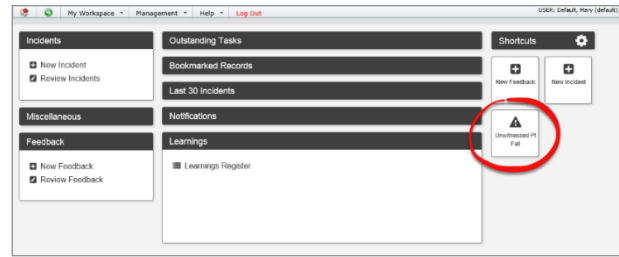 My Workspace Management Help Log Out
USER: Default, Mary (default)
Incidents
New Incident
Review Incidents
Miscellaneous
Feedback
New Feedback
Review Feedback
Outstanding Tasks
Bookmarked Records
Last 30 Incidents
Notifications
Learnings
Learnings Register
Shortcuts
New Feedback
New Incident
Unwitnessed Pt
Fall